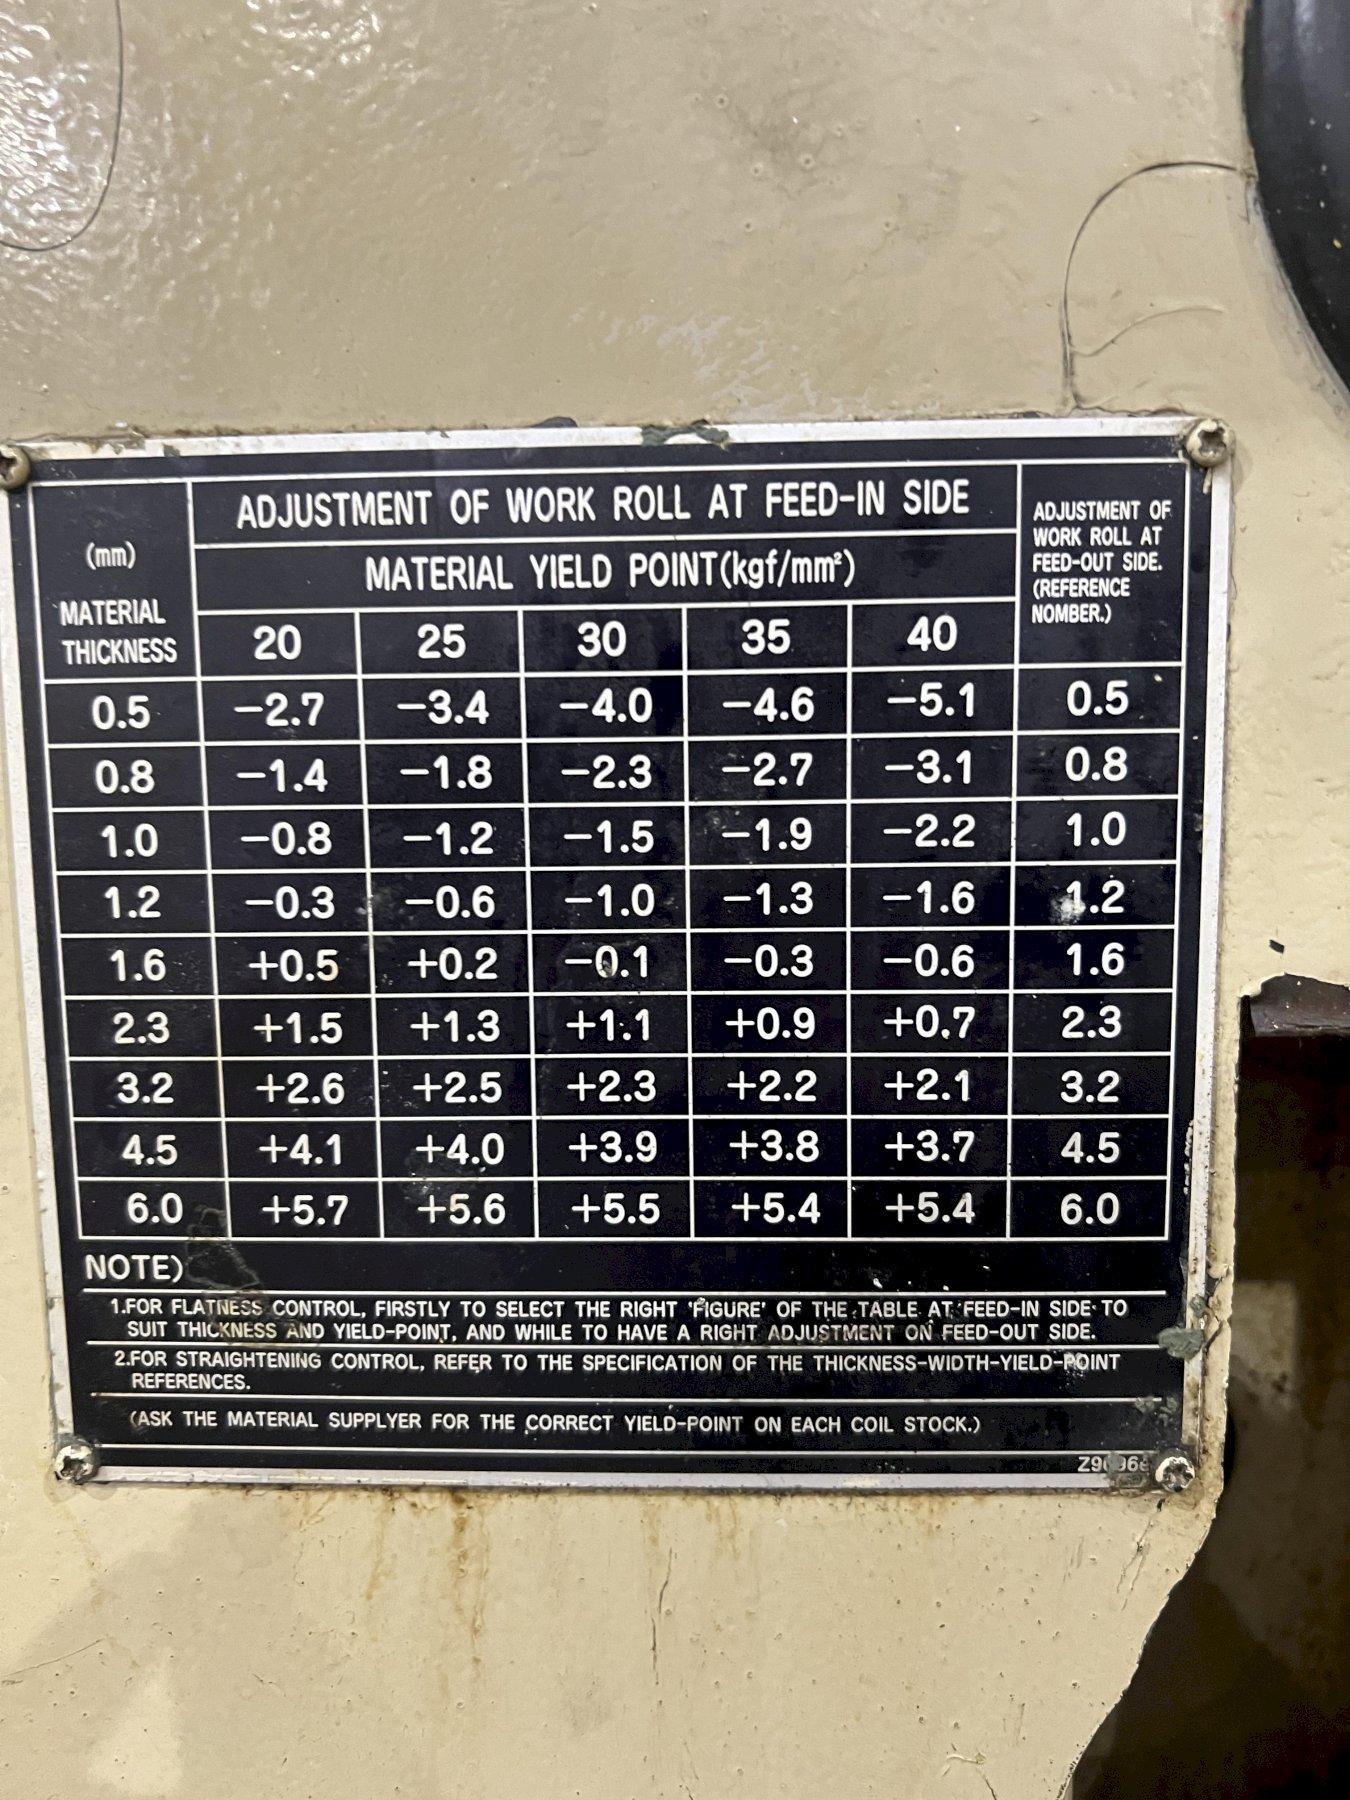 (mm)
MATERIAL
THICKNESS
ADJUSTMENT OF WORK ROLL AT FEED-IN SIDE
MATERIAL YIELD POINT(kgf/mm²)
20 25 30 35 40
ADJUSTMENT OF
WORK ROLL AT
FEED-OUT SIDE.
(REFERENCE
NOMBER.)
0.5 −2.7 −3.4 −4.0 −4.6 −5.1 0.5
0.8 −1.4 −1.8 −2.3 −2.7 −3.1 0.8
1.0 −0.8 −1.2 −1.5 −1.9 −2.2 1.0
1.2 −0.3 −0.6 −1.0 −1.3 −1.6 1.2
1.6 +0.5 +0.2 −0.1 −0.3 −0.6 1.6
2.3 +1.5 +1.3 +1.1 +0.9 +0.7 2.3
3.2 +2.6 +2.5 +2.3 +2.2 +2.1 3.2
4.5 +4.1 +4.0 +3.9 +3.8 +3.7 4.5
6.0 +5.7 +5.6 +5.5 +5.4 +5.4 6.0
NOTE)
1.FOR FLATNESS CONTROL, FIRSTLY TO SELECT THE RIGHT 'FIGURE' OF THE TABLE AT FEED-IN SIDE TO
SUIT THICKNESS AND YIELD-POINT, AND WHILE TO HAVE A RIGHT ADJUSTMENT ON FEED-OUT SIDE.
2.FOR STRAIGHTENING CONTROL, REFER TO THE SPECIFICATION OF THE THICKNESS-WIDTH-YIELD-POINT
REFERENCES.
(ASK THE MATERIAL SUPPLYER FOR THE CORRECT YIELD-POINT ON EACH COIL STOCK.)